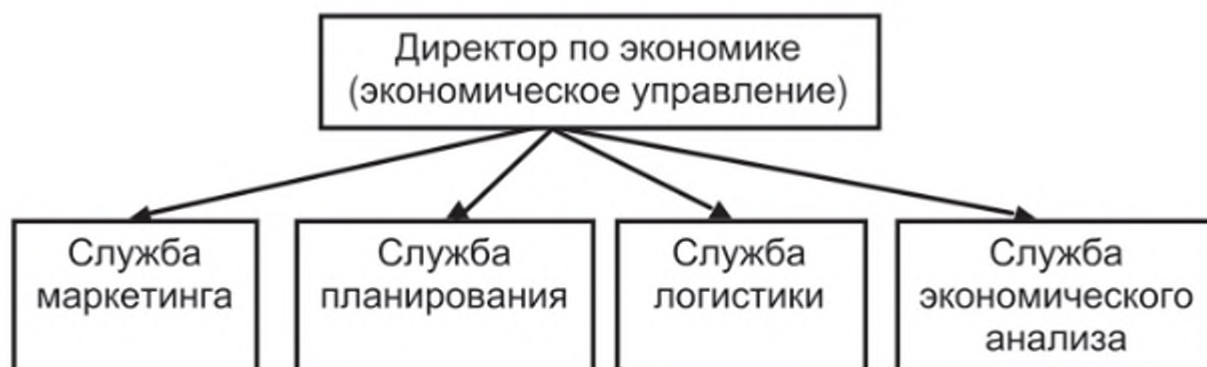 Директор по экономике
(экономическое управление)
Служба
маркетинга
Служба
планирования
Служба
логистики
Служба
экономического
анализа